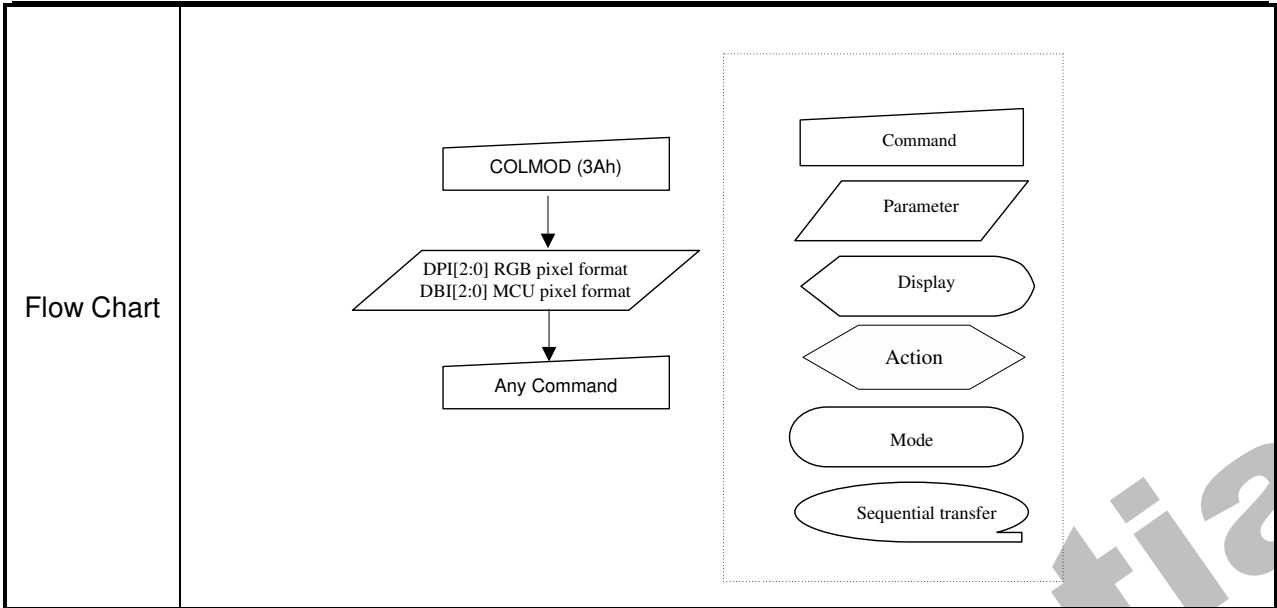 Flow Chart
COLMOD (3Ah)
DPI[2:0] RGB pixel format
DBI[2:0] MCU pixel format
Any Command
Command
Parameter
Display
Action
Mode
Sequential transfer